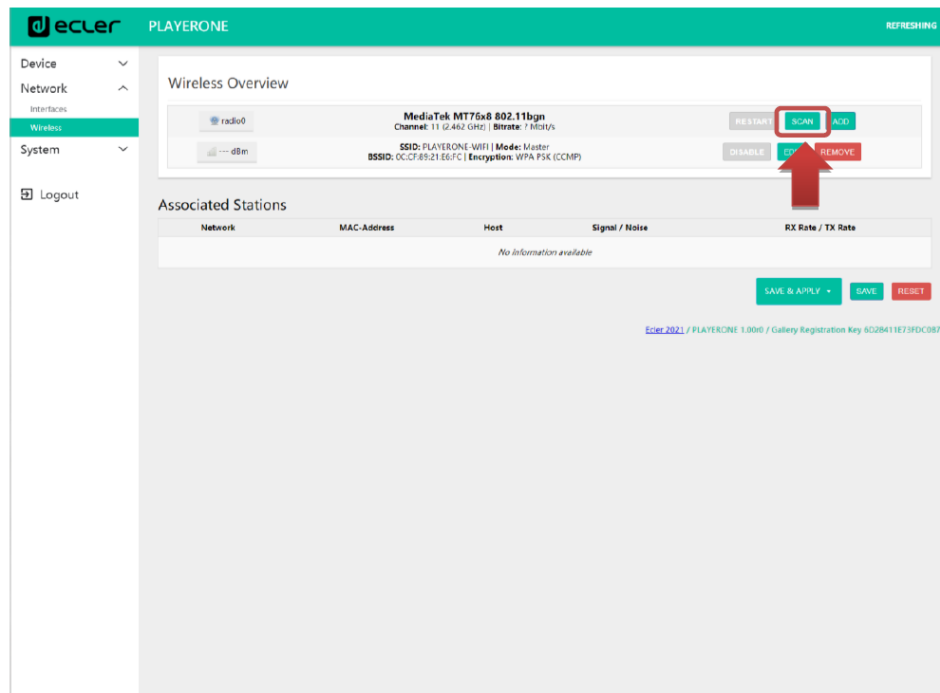 ecler PLAYERONE REFRESHING
Device
Network
Interfaces
Wireless
System
Logout
Wireless Overview
radio0
MediaTek MT76x8 802.11bgn
Channel: 11 (2.462 GHz) | Bitrate: ? Mbit/s
RESTART SCAN ADD
--- dBm
SSID: PLAYERONE-WIFI | Mode: Master
BSSID: 0C:CF:89:21:E6:FC | Encryption: WPA PSK (CCMP)
DISABLE REMOVE
Associated Stations
Network MAC-Address Host Signal / Noise RX Rate / TX Rate
No information available
SAVE & APPLY SAVE RESET
Ecler 2021 / PLAYERONE 1.00r0 / Gallery Registration Key 6D2B411E73FDC087